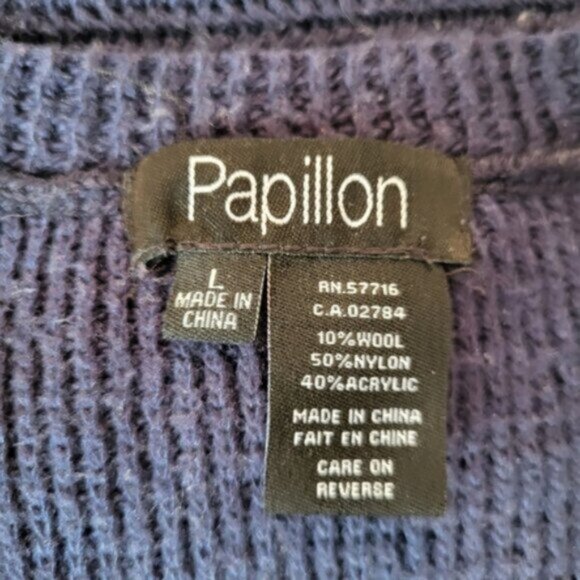 Papillon
L
MADE IN
CHINA
RN.57716
C.A.02784
10%WOOL
50%NYLON
40%ACRYLIC
MADE IN CHINA
FAIT EN CHINE
CARE ON
REVERSE